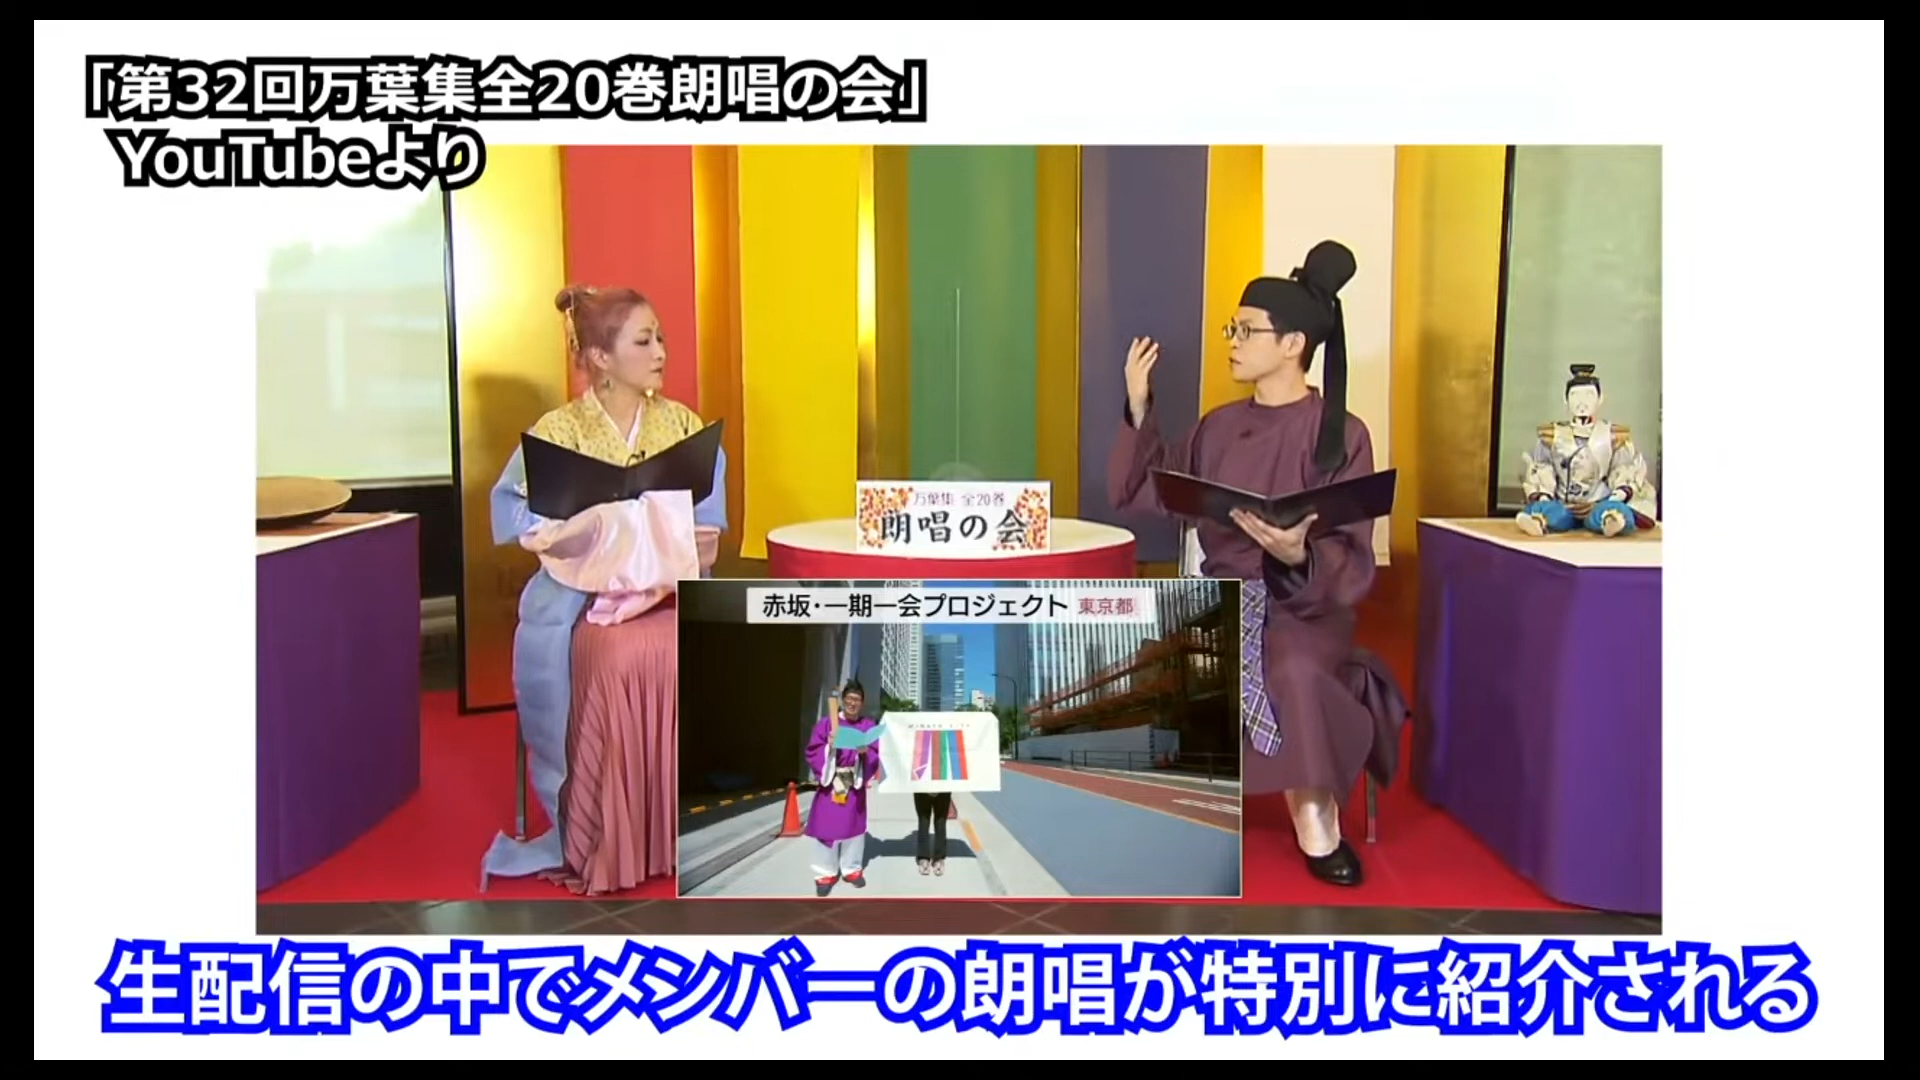 「第32回万葉集全20巻朗唱の会」
YouTubeより
万葉集 全20巻
朗唱の会
赤坂・一期一会プロジェクト 東京都
生配信の中でメンバーの朗唱が特別に紹介される